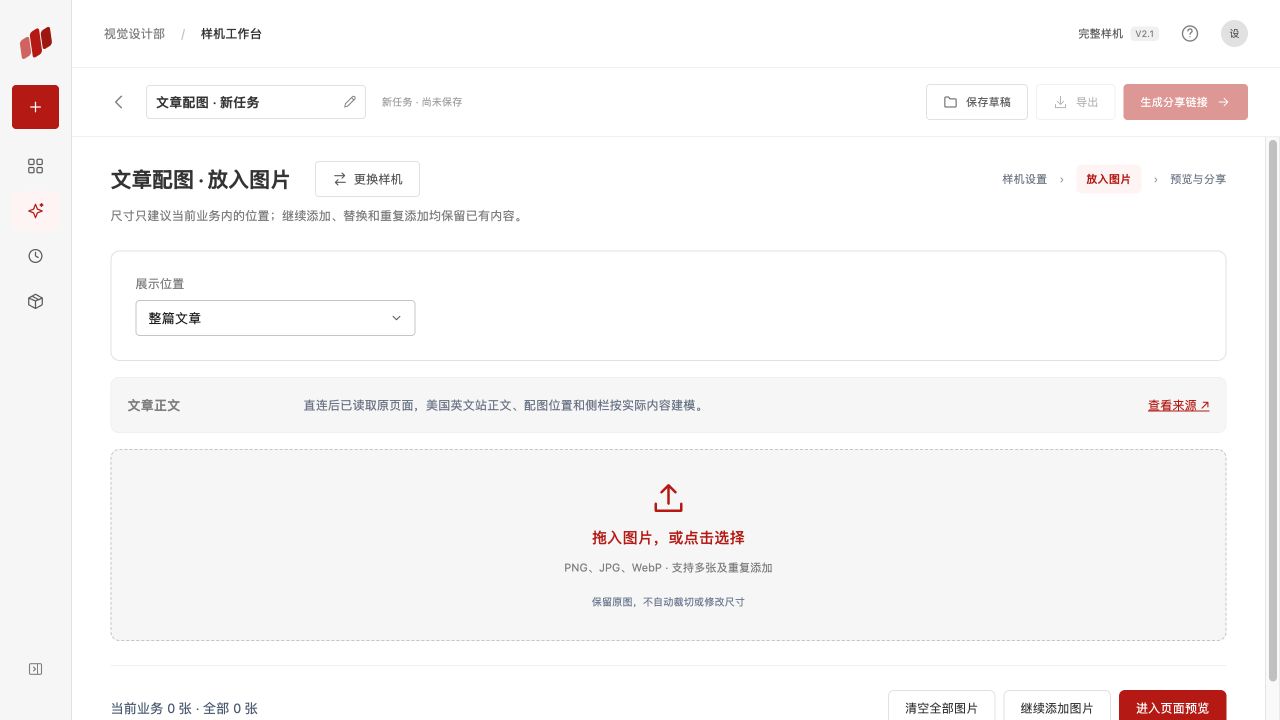 视觉设计部 / 样机工作台
完整样机 V2.1 设
文章配图 · 新任务
新任务 · 尚未保存
保存草稿
导出
生成分享链接
文章配图 · 放入图片
更换样机
样机设置 › 放入图片 › 预览与分享
尺寸只建议当前业务内的位置；继续添加、替换和重复添加均保留已有内容。
展示位置
整篇文章
文章正文
直连后已读取原页面，美国英文站正文、配图位置和侧栏按实际内容建模。
查看来源 ↗
拖入图片，或点击选择
PNG、JPG、WebP · 支持多张及重复添加
保留原图，不自动裁切或修改尺寸
当前业务 0 张 · 全部 0 张
清空全部图片
继续添加图片
进入页面预览